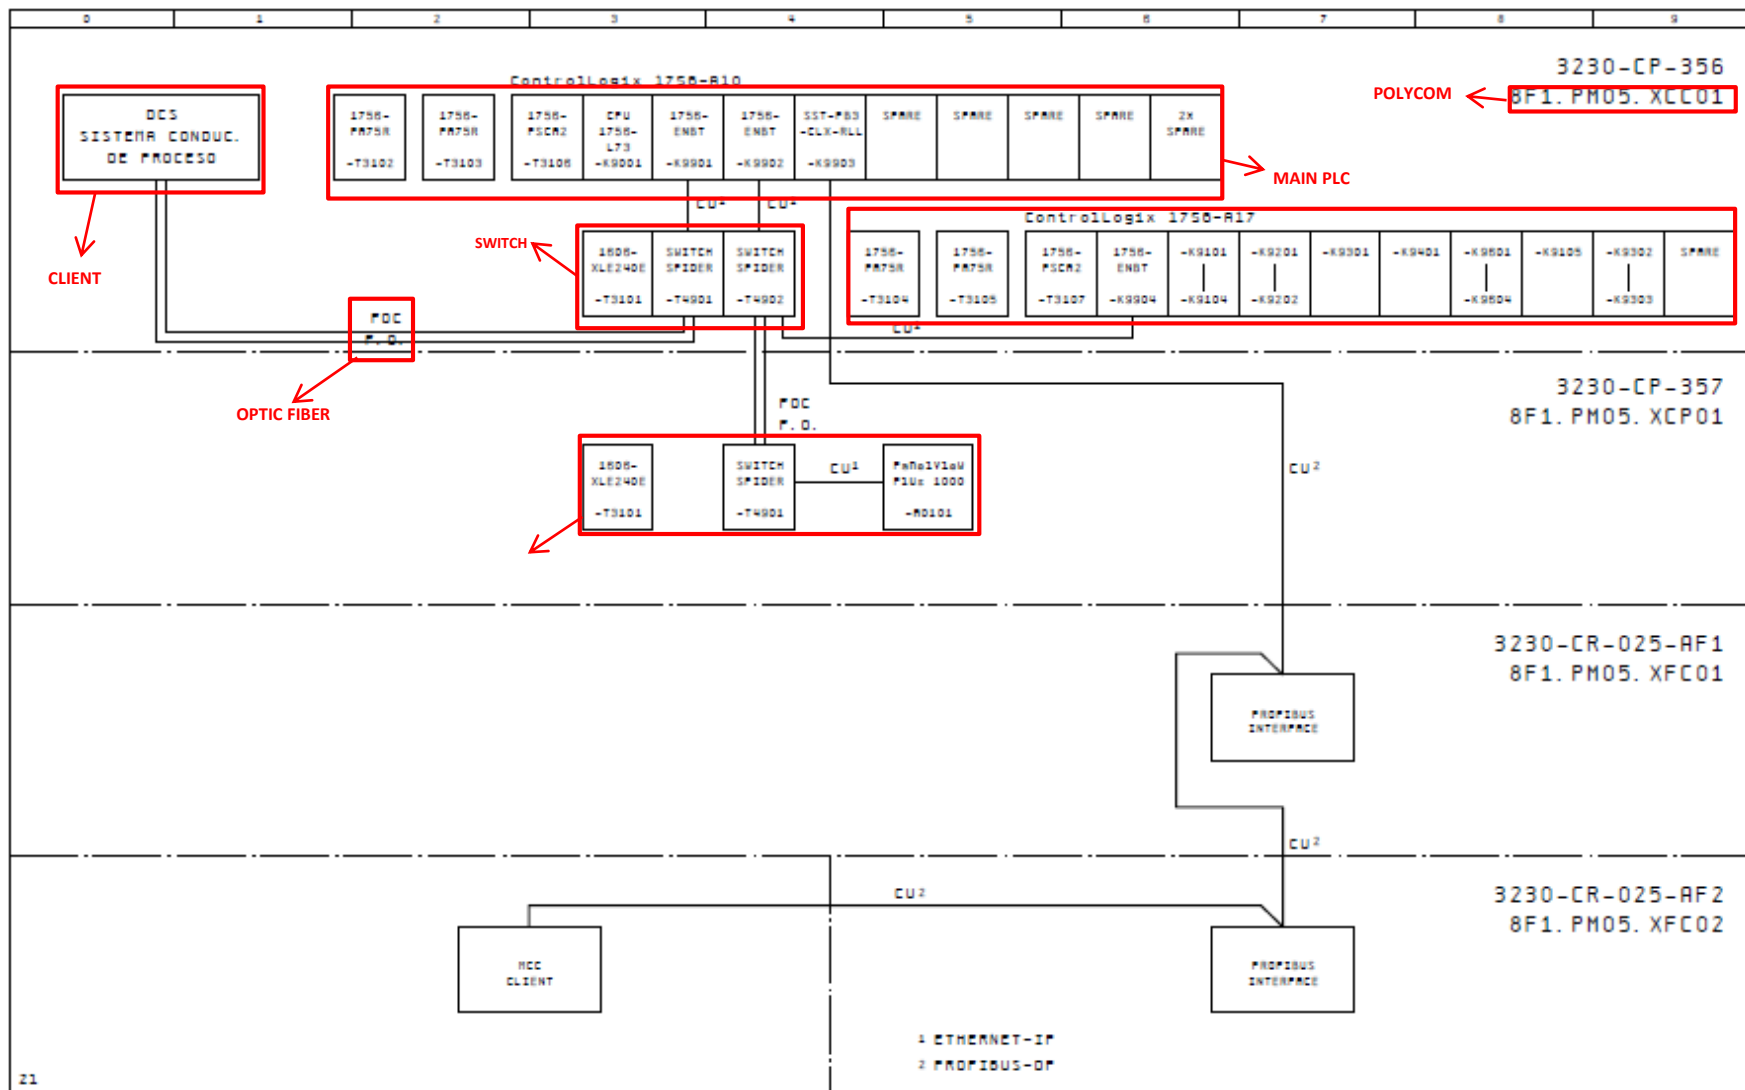 0 1 2 3 4 5 6 7 8 9
3230-CP-356
8F1.PM05.XCC01
POLYCOM
ControlLogix 1756-A10
DCS
SISTEMA CONDUC.
DE PROCESO
1756-
PA75R
-T3102
1756-
PA75R
-T3103
1756-
PSCA2
-T3106
CPU
1756-
L73
-K9001
1756-
ENBT
-K9901
1756-
ENBT
-K9902
SST-PB3
-CLX-RLL
-K9903
SPARE
SPARE
SPARE
SPARE
2X
SPARE
MAIN PLC
CU¹
CU¹
ControlLogix 1756-A17
SWITCH
CLIENT
1606-
XLE240E
-T3101
SWITCH
SPIDER
-T4901
SWITCH
SPIDER
-T4902
1756-
PA75R
-T3104
1756-
PA75R
-T3105
1756-
PSCA2
-T3107
1756-
ENBT
-K9904
-K9101
-K9104
-K9201
-K9202
-K9301
-K9401
-K9601
-K9604
-K9105
-K9302
-K9303
SPARE
POC
F.O.
CU¹
OPTIC FIBER
3230-CP-357
8F1.PM05.XCP01
POC
F.O.
1606-
XLE240E
-T3101
SWITCH
SPIDER
-T4901
CU¹
PanelView
Plus 1000
-A0101
CU²
3230-CR-025-AF1
8F1.PM05.XFC01
PROFIBUS
INTERFACE
CU²
3230-CR-025-AF2
8F1.PM05.XFC02
CU²
MCC
CLIENT
PROFIBUS
INTERFACE
¹ ETHERNET-IP
² PROFIBUS-DP
21